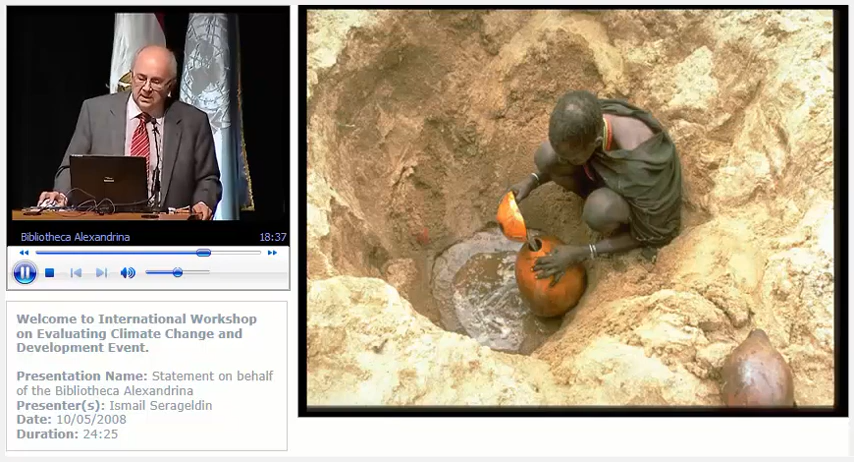 Bibliotheca Alexandrina 18:37
Welcome to International Workshop
on Evaluating Climate Change and
Development Event.
Presentation Name: Statement on behalf
of the Bibliotheca Alexandrina
Presenter(s): Ismail Serageldin
Date: 10/05/2008
Duration: 24:25